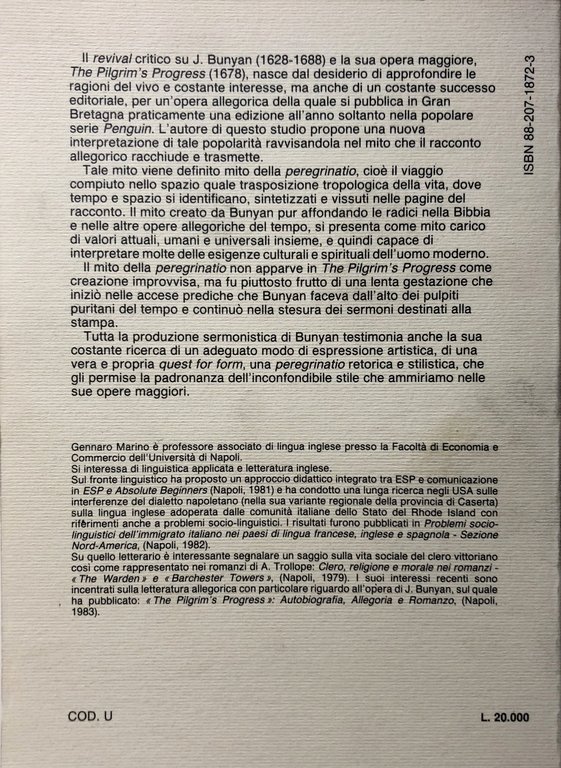 Il revival critico su J. Bunyan (1628-1688) e la sua opera maggiore,
The Pilgrim's Progress (1678), nasce dal desiderio di approfondire le
ragioni del vivo e costante interesse, ma anche di un costante successo
editoriale, per un'opera allegorica della quale si pubblica in Gran
Bretagna praticamente una edizione all'anno soltanto nella popolare
serie Penguin. L'autore di questo studio propone una nuova
interpretazione di tale popolarità ravvisandola nel mito che il racconto
allegorico racchiude e trasmette.
Tale mito viene definito mito della peregrinatio, cioè il viaggio
compiuto nello spazio quale trasposizione tropologica della vita, dove
tempo e spazio si identificano, sintetizzati e vissuti nelle pagine del
racconto. Il mito creato da Bunyan pur affondando le radici nella Bibbia
e nelle altre opere allegoriche del tempo, si presenta come mito carico
di valori attuali, umani e universali insieme, e quindi capace di
interpretare molte delle esigenze culturali e spirituali dell'uomo moderno.
Il mito della peregrinatio non apparve in The Pilgrim's Progress come
creazione improvvisa, ma fu piuttosto frutto di una lenta gestazione che
iniziò nelle accese prediche che Bunyan faceva dall'alto dei pulpiti
puritani del tempo e continuò nella stesura dei sermoni destinati alla
stampa.
Tutta la produzione sermonistica di Bunyan testimonia anche la sua
costante ricerca di un adeguato modo di espressione artistica, di una
vera e propria quest for form, una peregrinatio retorica e stilistica, che
gli permise la padronanza dell'inconfondibile stile che ammiriamo nelle
sue opere maggiori.
ISBN 88-207-1872-3
Gennaro Marino è professore associato di lingua inglese presso la Facoltà di Economia e
Commercio dell'Università di Napoli.
Si interessa di linguistica applicata e letteratura inglese.
Sul fronte linguistico ha proposto un approccio didattico integrato tra ESP e comunicazione
in ESP e Absolute Beginners (Napoli, 1981) e ha condotto una lunga ricerca negli USA sulle
interferenze del dialetto napoletano (nella sua variante regionale della provincia di Caserta)
sulla lingua inglese adoperata dalle comunità italiane dello Stato del Rhode Island con
riferimenti anche a problemi socio-linguistici. I risultati furono pubblicati in Problemi socio-
linguistici dell'immigrato italiano nei paesi di lingua francese, inglese e spagnola - Sezione
Nord-America, (Napoli, 1982).
Su quello letterario è interessante segnalare un saggio sulla vita sociale del clero vittoriano
così come rappresentato nei romanzi di A. Trollope: Clero, religione e morale nei romanzi -
« The Warden » e « Barchester Towers », (Napoli, 1979). I suoi interessi recenti sono
incentrati sulla letteratura allegorica con particolare riguardo all'opera di J. Bunyan, sul quale
ha pubblicato: « The Pilgrim's Progress »: Autobiografia, Allegoria e Romanzo, (Napoli,
1983).
COD. U
L. 20.000